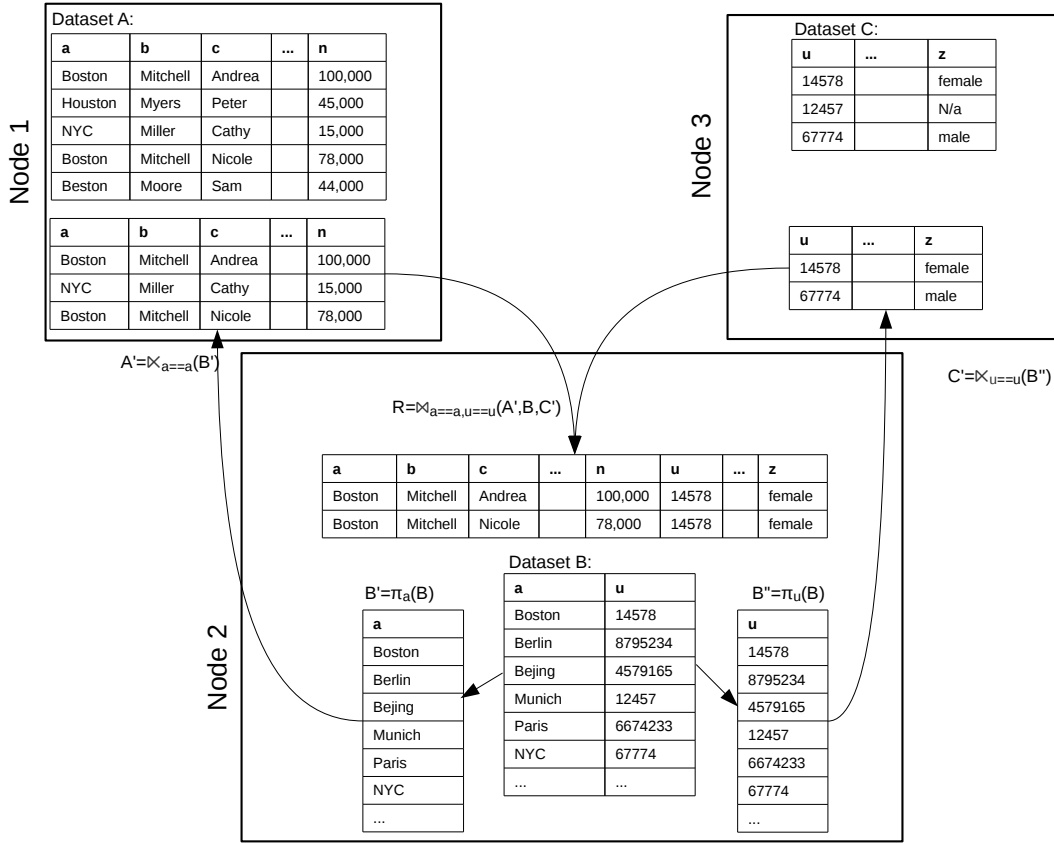 Node 1
Dataset A:
a b c ... n
Boston Mitchell Andrea 100,000
Houston Myers Peter 45,000
NYC Miller Cathy 15,000
Boston Mitchell Nicole 78,000
Beston Moore Sam 44,000
a b c ... n
Boston Mitchell Andrea 100,000
NYC Miller Cathy 15,000
Boston Mitchell Nicole 78,000
Node 3
Dataset C:
u ... z
14578 female
12457 N/a
67774 male
u ... z
14578 female
67774 male
A'=⋉a==a(B')
C'=⋉u==u(B")
R=⋈a==a,u==u(A',B,C')
Node 2
a b c ... n u ... z
Boston Mitchell Andrea 100,000 14578 female
Boston Mitchell Nicole 78,000 14578 female
B'=πa(B)
a
Boston
Berlin
Bejing
Munich
Paris
NYC
...
Dataset B:
a u
Boston 14578
Berlin 8795234
Bejing 4579165
Munich 12457
Paris 6674233
NYC 67774
... ...
B"=πu(B)
u
14578
8795234
4579165
12457
6674233
67774
...